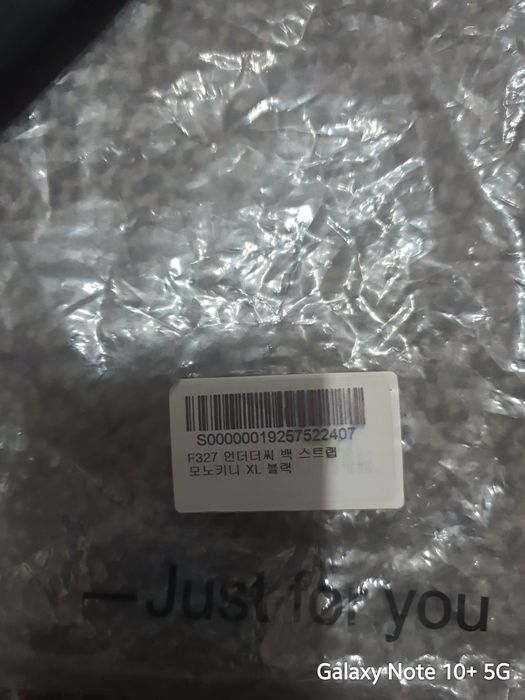 S00000019257522407
F327 언더더씨 백 스트랩
모노키니 XL 블랙
—Just for you
Galaxy Note 10+ 5G